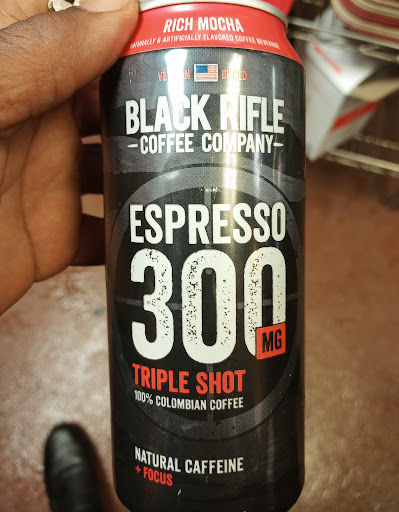 RICH MOCHA
NATURALLY & ARTIFICIALLY FLAVORED COFFEE BEVERAGE
BLACK RIFLE
-COFFEE COMPANY-
ESPRESSO
300
MG
TRIPLE SHOT
100% COLOMBIAN COFFEE
NATURAL CAFFEINE
+ FOCUS